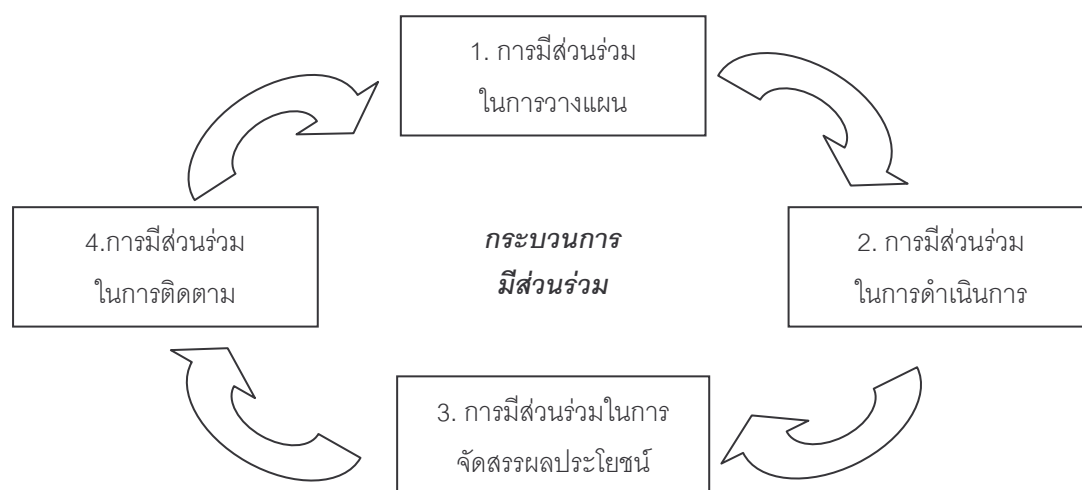 1. การมีส่วนร่วม
ในการวางแผน
4.การมีส่วนร่วม
ในการติดตาม
กระบวนการ
มีส่วนร่วม
2. การมีส่วนร่วม
ในการดำเนินการ
3. การมีส่วนร่วมในการ
จัดสรรผลประโยชน์